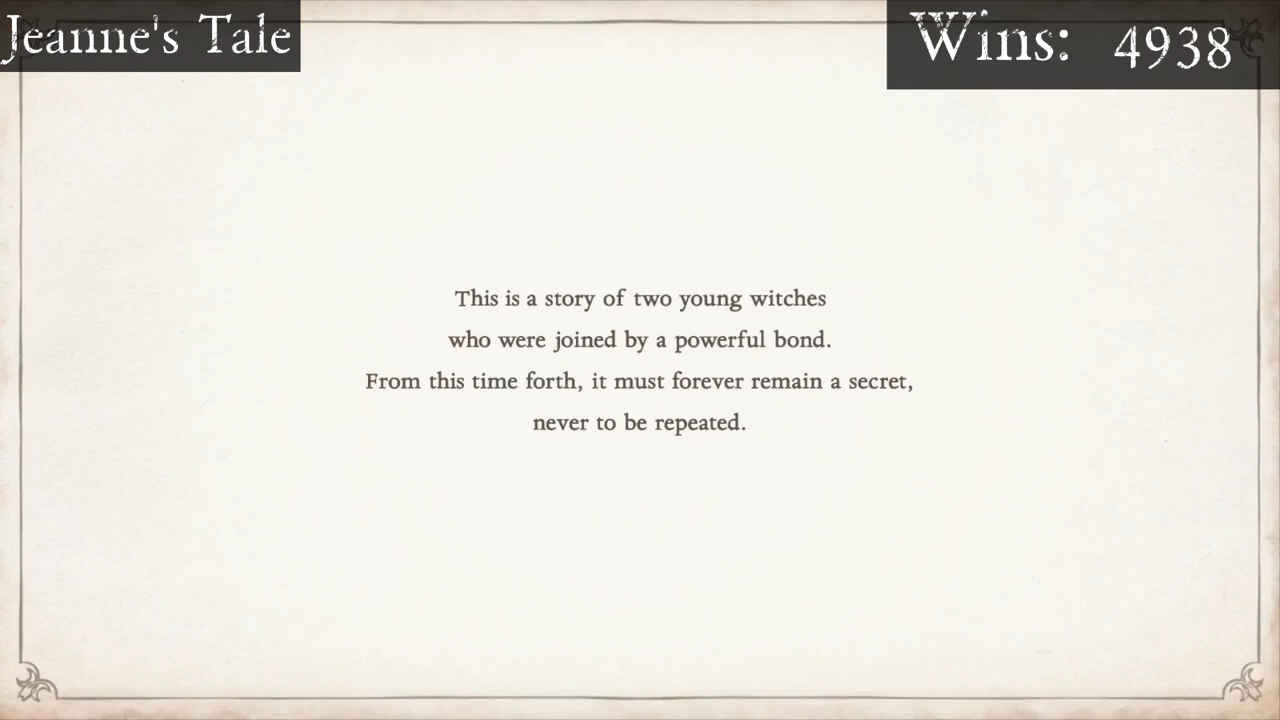 Jeanne's Tale
Wins: 4938
This is a story of two young witches
who were joined by a powerful bond.
From this time forth, it must forever remain a secret,
never to be repeated.